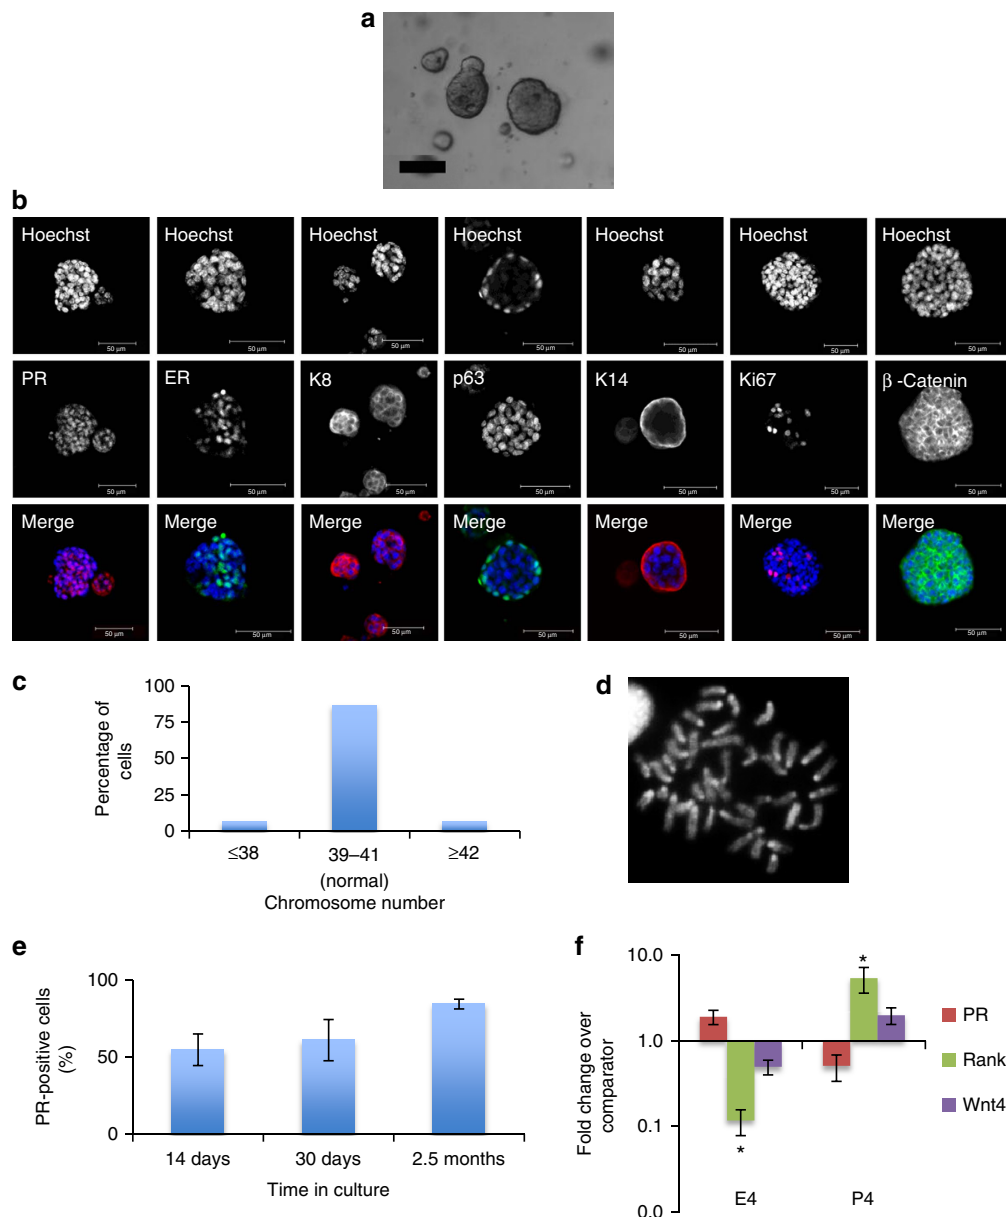 a
b
Hoechst Hoechst Hoechst Hoechst Hoechst Hoechst Hoechst
50 µm 50 µm 50 µm 50 µm 50 µm 50 µm 50 µm
PR ER K8 p63 K14 Ki67 β -Catenin
50 µm 50 µm 50 µm 50 µm 50 µm 50 µm 50 µm
Merge Merge Merge Merge Merge Merge Merge
50 µm 50 µm 50 µm 50 µm 50 µm 50 µm 50 µm
c
Percentage of
cells
100
75
50
25
0
≤38 39–41 ≥42
(normal)
Chromosome number
d
e
PR-positive cells
(%)
100
50
0
14 days 30 days 2.5 months
Time in culture
f
Fold change over
comparator
10.0
1.0
0.1
0.0
*
*
E4 P4
PR
Rank
Wnt4